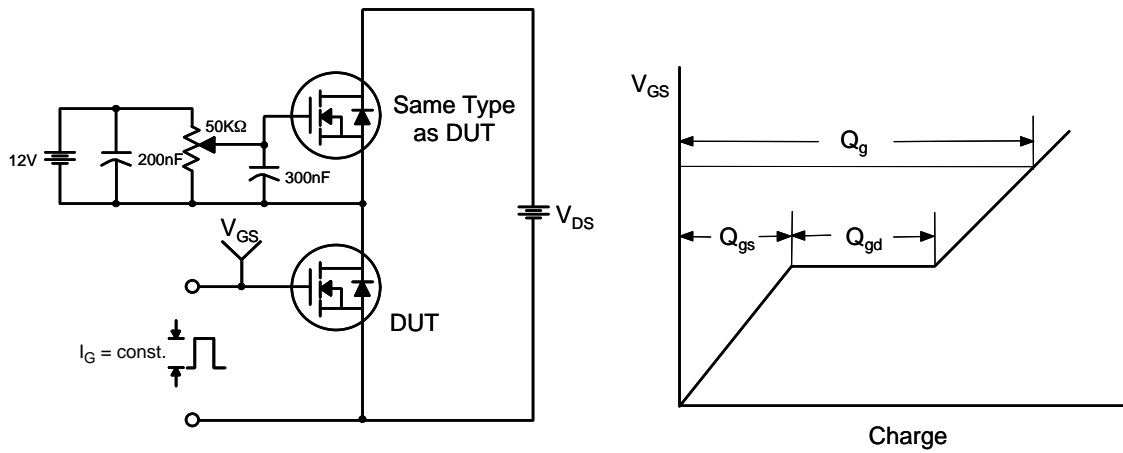 12V
200nF
50KΩ
300nF
Same Type
as DUT
V_DS
V_GS
DUT
I_G = const.
V_GS
Q_g
Q_gs
Q_gd
Charge